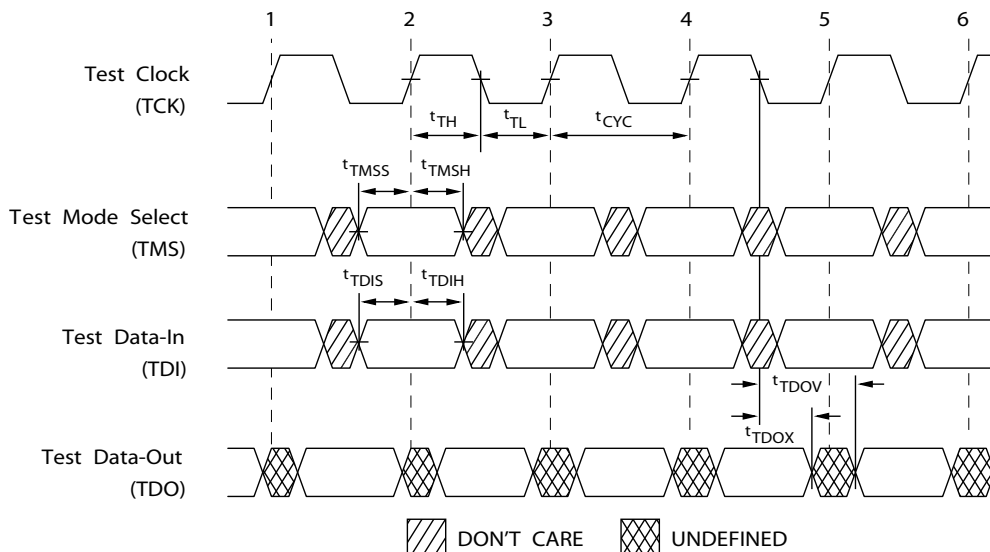 1 2 3 4 5 6
Test Clock
(TCK)
tTH tTL tCYC
tTMSS tTMSH
Test Mode Select
(TMS)
tTDIS tTDIH
Test Data-In
(TDI)
tTDOV
tTDOX
Test Data-Out
(TDO)
DON'T CARE UNDEFINED